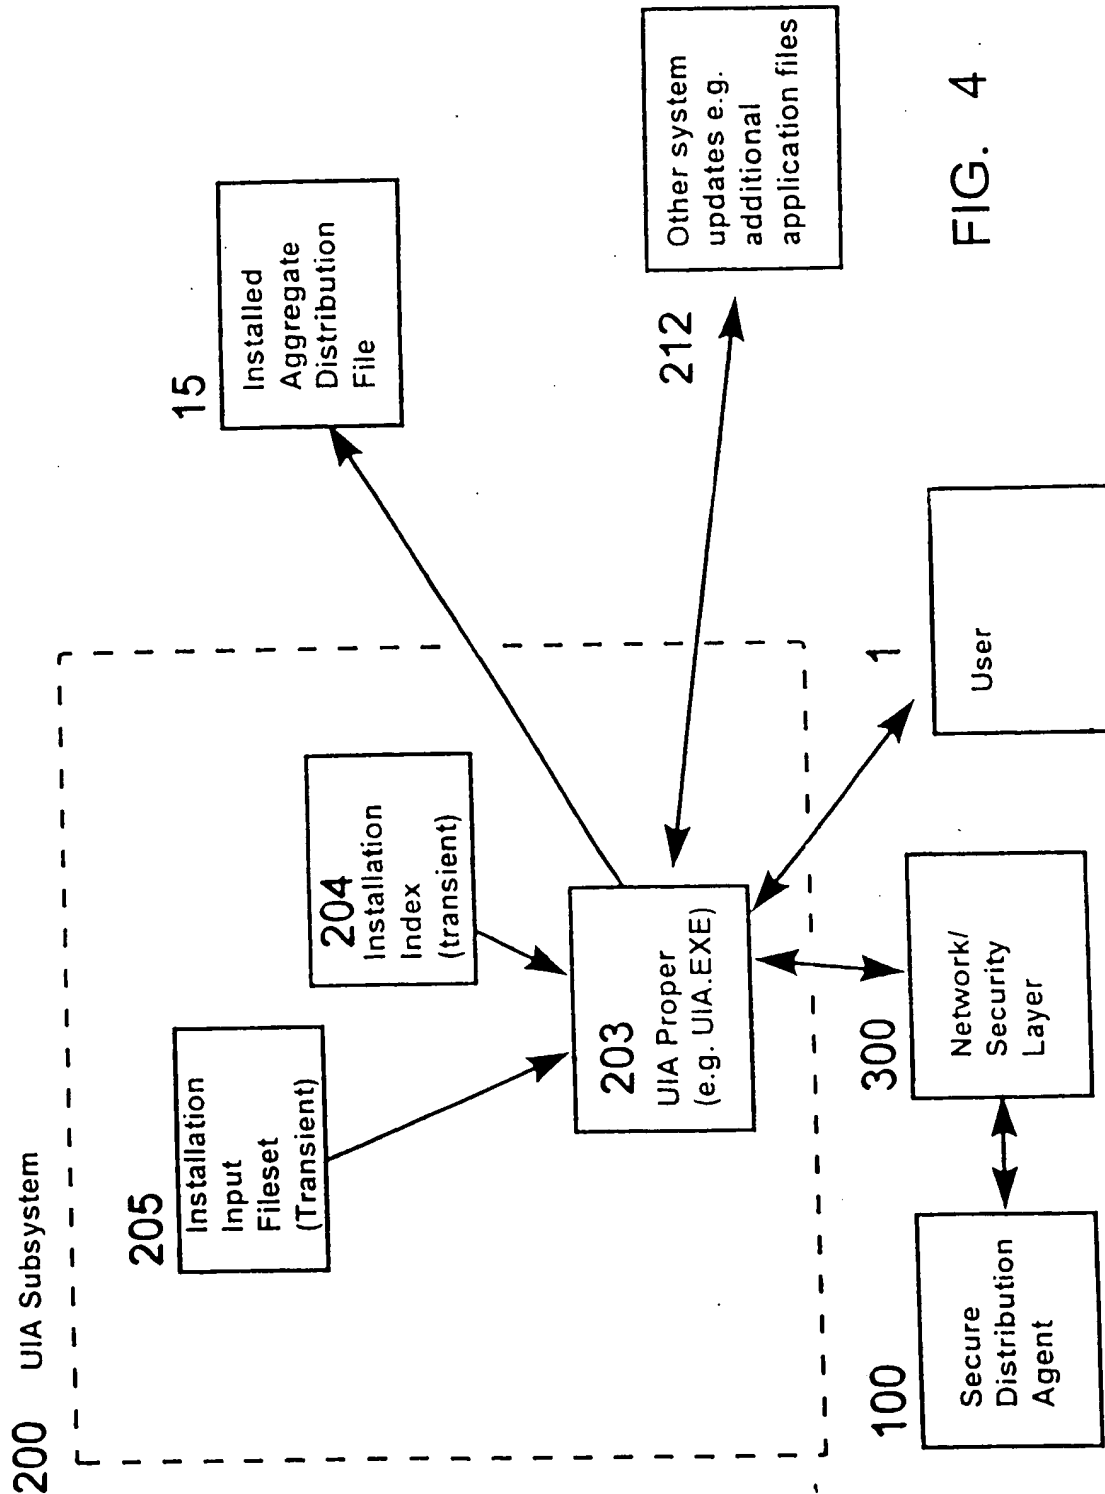 200 UIA Subsystem
205
Installation
Input
Fileset
(Transient)
204
Installation
Index
(transient)
15
Installed
Aggregate
Distribution
File
203
UIA Proper
(e.g. UIA.EXE)
212
Other system
updates e.g.
additional
application files
100
Secure
Distribution
Agent
300
Network/
Security
Layer
1
User
FIG. 4